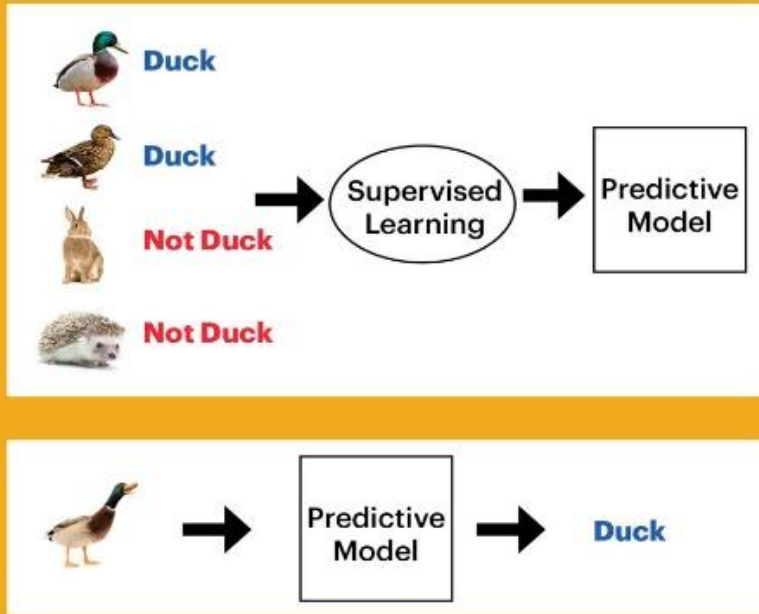 Duck
Duck
Not Duck
Not Duck
Supervised
Learning
Predictive
Model
Predictive
Model
Duck